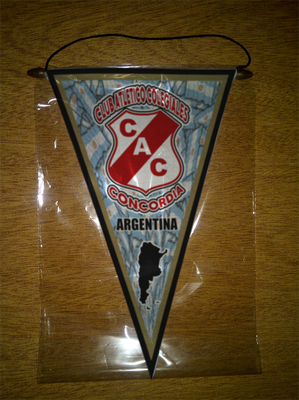 CLUB ATLETICO COLEGIALES
CAC
CONCORDIA
ARGENTINA